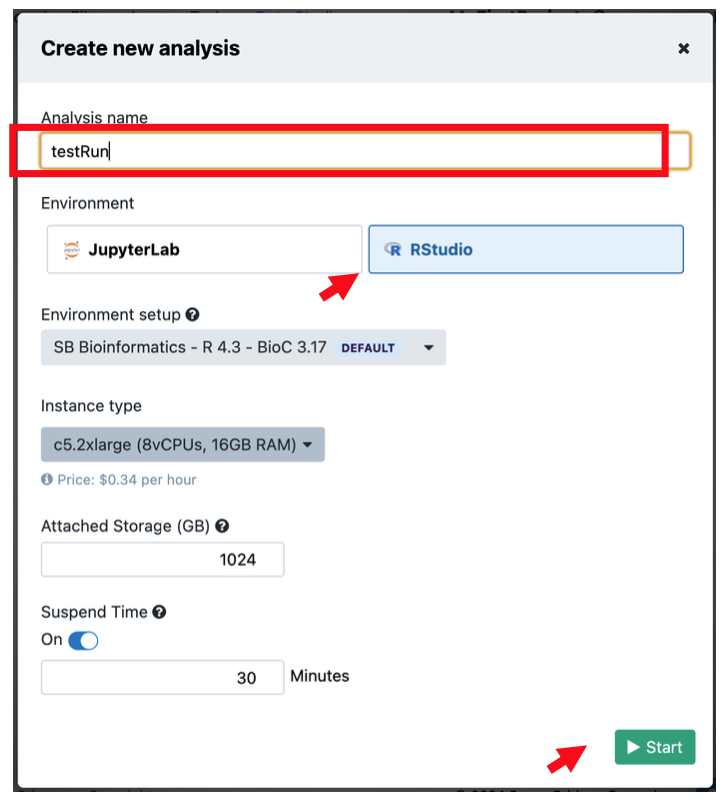 Create new analysis ×
Analysis name
testRun
Environment
JupyterLab RStudio
Environment setup ?
SB Bioinformatics - R 4.3 - BioC 3.17 DEFAULT
Instance type
c5.2xlarge (8vCPUs, 16GB RAM)
Price: $0.34 per hour
Attached Storage (GB) ?
1024
Suspend Time ?
On
30 Minutes
Start